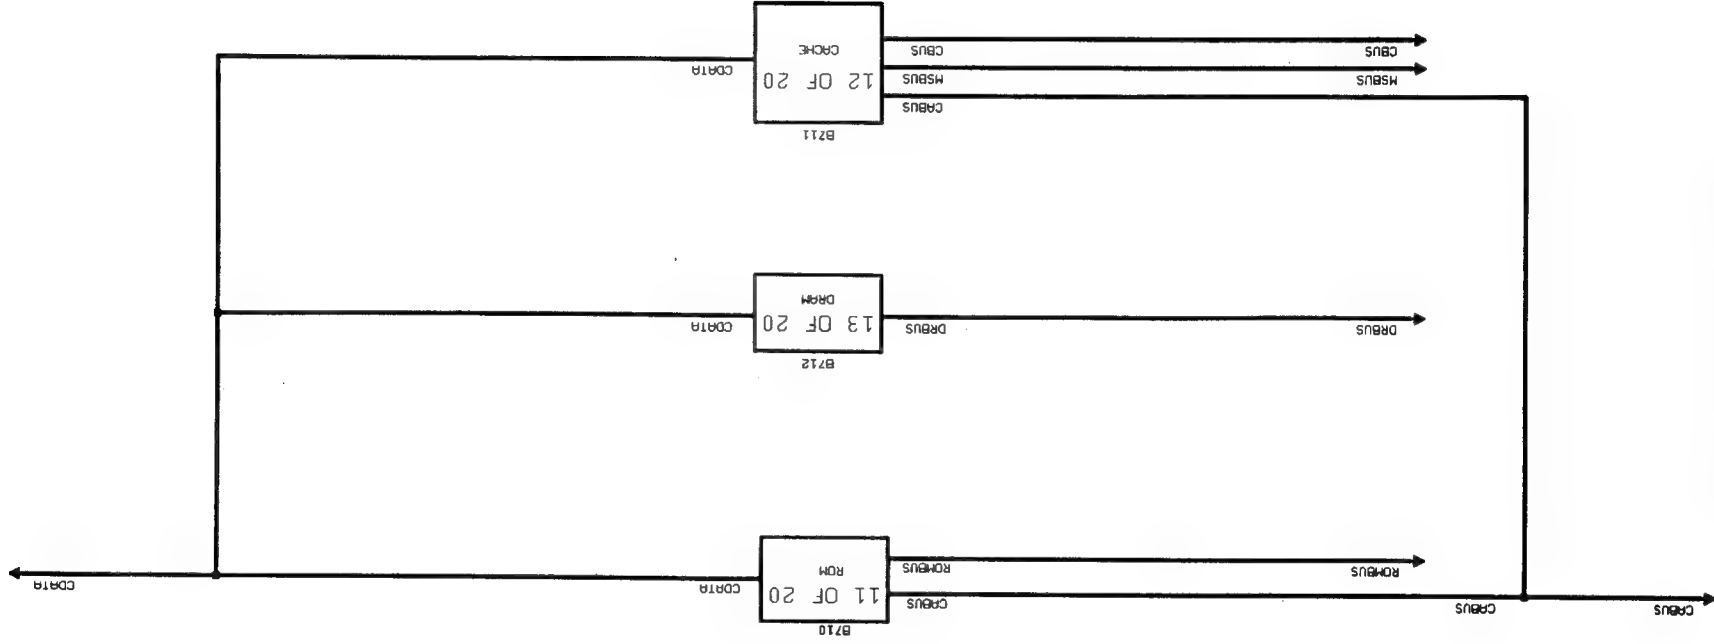 B710
CABUS
CABUS
CABUS
11 OF 20
CDATA
CDATA
ROMBUS
ROMBUS
ROM
B712
DRBUS
DRBUS
13 OF 20
CDATA
DRAM
B711
CABUS
12 OF 20
MSBUS
MSBUS
CDATA
CBUS
CBUS
CACHE